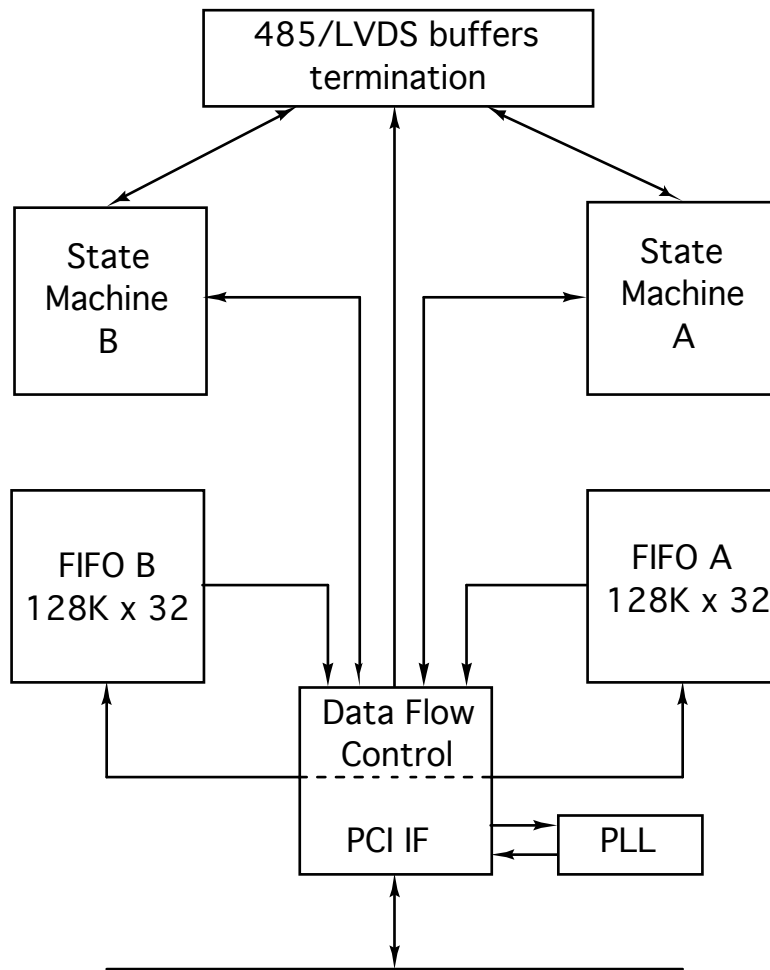 485/LVDS buffers
termination
State
Machine
B
State
Machine
A
FIFO B
128K x 32
FIFO A
128K x 32
Data Flow
Control
PCI IF
PLL